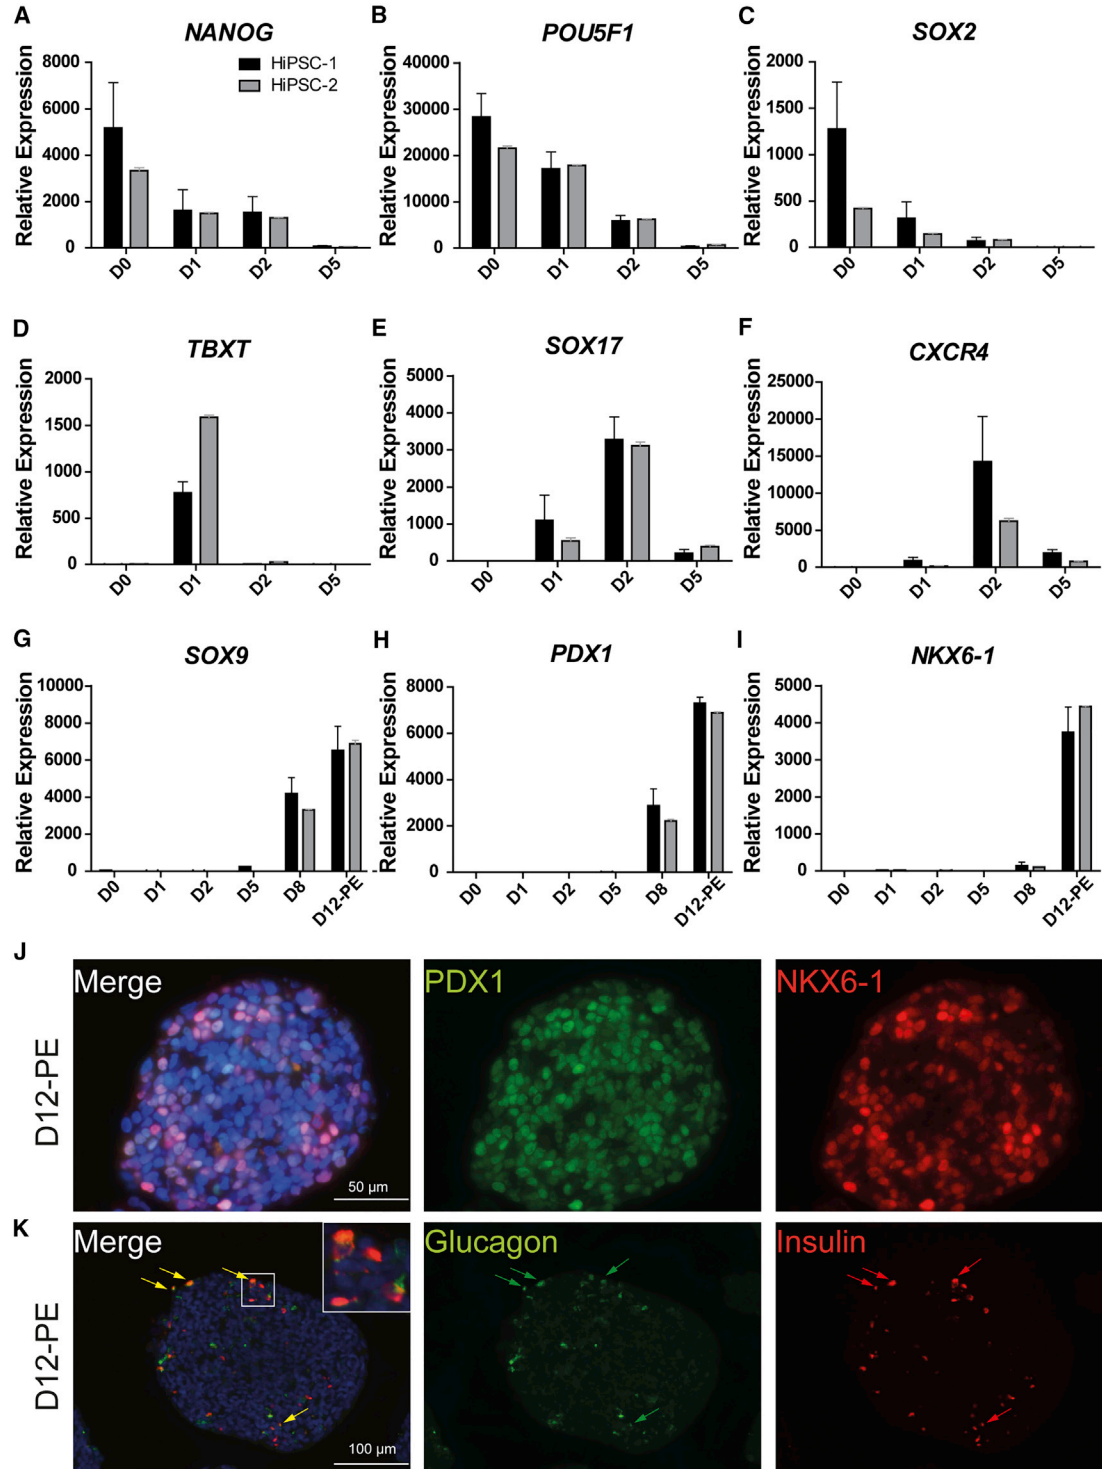 A
NANOG
Relative Expression
8000
6000
4000
2000
0
HiPSC-1
HiPSC-2
D0
D1
D2
D5
B
POU5F1
Relative Expression
40000
30000
20000
10000
0
D0
D1
D2
D5
C
SOX2
Relative Expression
2000
1500
1000
500
0
D0
D1
D2
D5
D
TBXT
Relative Expression
2000
1500
1000
500
0
D0
D1
D2
D5
E
SOX17
Relative Expression
5000
4000
3000
2000
1000
0
D0
D1
D2
D5
F
CXCR4
Relative Expression
25000
20000
15000
10000
5000
0
D0
D1
D2
D5
G
SOX9
Relative Expression
10000
8000
6000
4000
2000
0
D0
D1
D2
D5
D8
D12-PE
H
PDX1
Relative Expression
8000
6000
4000
2000
0
D0
D1
D2
D5
D8
D12-PE
I
NKX6-1
Relative Expression
5000
4000
3000
2000
1000
0
D0
D1
D2
D5
D8
D12-PE
J
D12-PE
Merge
50 µm
PDX1
NKX6-1
K
D12-PE
Merge
100 µm
Glucagon
Insulin